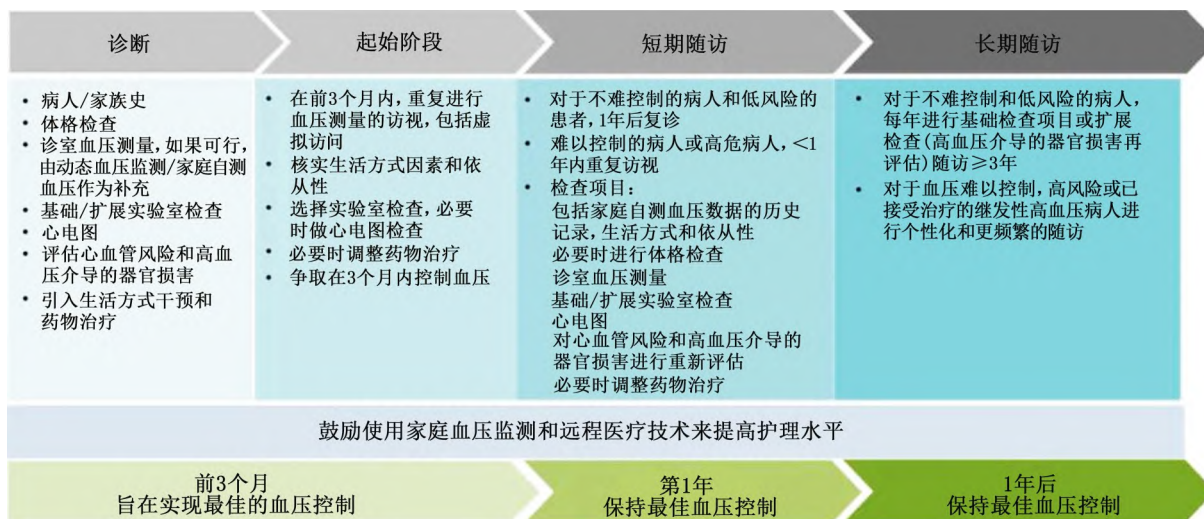 诊断
起始阶段
短期随访
长期随访
• 病人/家族史
• 体格检查
• 诊室血压测量,如果可行,
由动态血压监测/家庭自测
血压作为补充
• 基础/扩展实验室检查
• 心电图
• 评估心血管风险和高血
压介导的器官损害
• 引入生活方式干预和
药物治疗
• 在前3个月内,重复进行
血压测量的访视,包括虚
拟访问
• 核实生活方式因素和依
从性
• 选择实验室检查,必要
时做心电图检查
• 必要时调整药物治疗
• 争取在3个月内控制血压
• 对于不难控制的病人和低风险的
患者,1年后复诊
• 难以控制的病人或高危病人,<1
年内重复访视
• 检查项目:
包括家庭自测血压数据的历史
记录,生活方式和依从性
必要时进行体格检查
诊室血压测量
基础/扩展实验室检查
心电图
对心血管风险和高血压介导的
器官损害进行重新评估
必要时调整药物治疗
• 对于不难控制和低风险的病人,
每年进行基础检查项目或扩展
检查(高血压介导的器官损害再
评估)随访≥3年
• 对于血压难以控制,高风险或已
接受治疗的继发性高血压病人进
行个性化和更频繁的随访
鼓励使用家庭血压监测和远程医疗技术来提高护理水平
前3个月
旨在实现最佳的血压控制
第1年
保持最佳血压控制
1年后
保持最佳血压控制